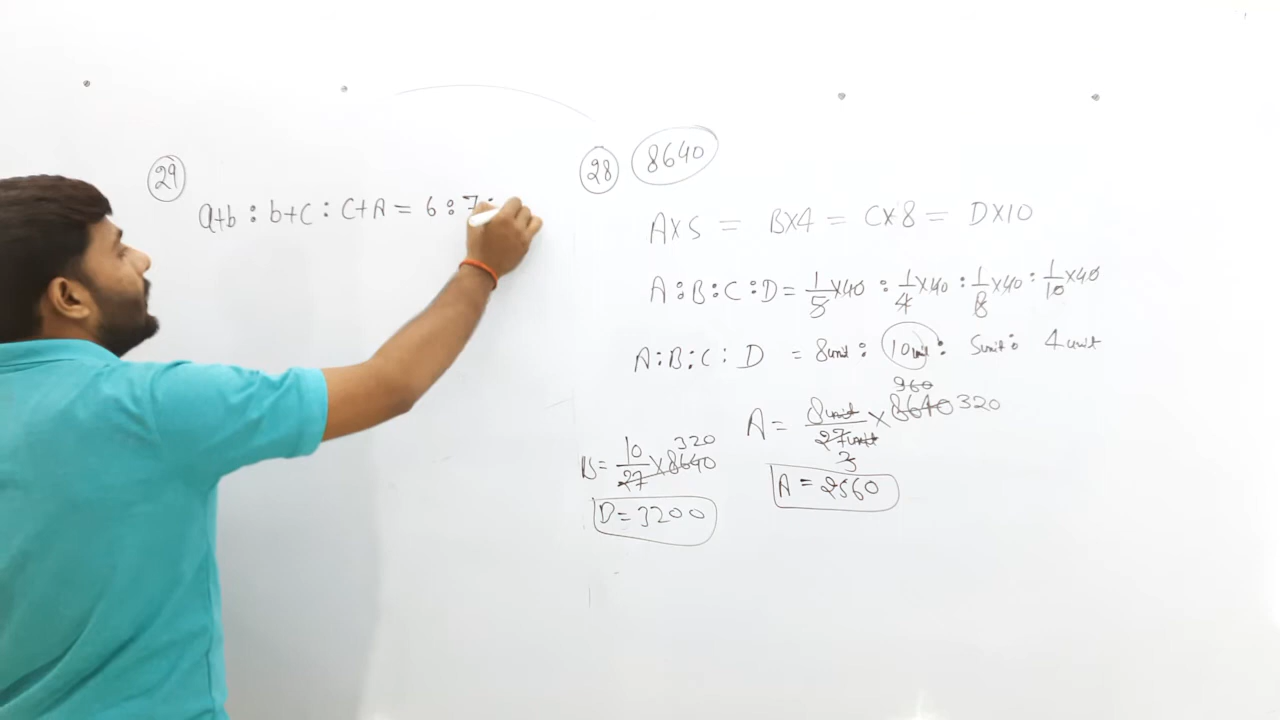 29
a+b : b+c : C+A = 6 : 7 :
28 8640
A×5 = B×4 = C×8 = D×10
A:B:C:D = 1/5×40 : 1/4×40 : 1/8×40 : 1/10×40
A:B:C:D = 8unit : 10unit : 5unit : 4unit
A = 8unit/27unit × 8640 960 320
3
A = 2560
B = 10/27 × 8640 320
D = 3200